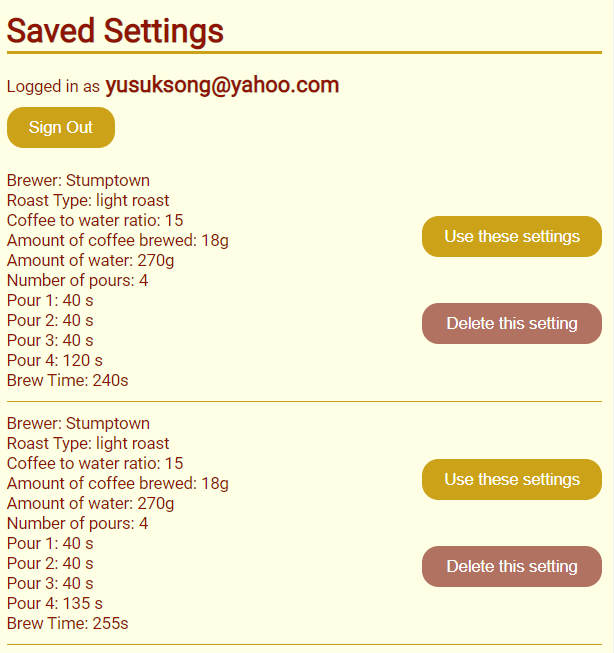 Saved Settings
Logged in as yusuksong@yahoo.com
Sign Out
Brewer: Stumptown
Roast Type: light roast
Coffee to water ratio: 15
Amount of coffee brewed: 18g
Amount of water: 270g
Number of pours: 4
Pour 1: 40 s
Pour 2: 40 s
Pour 3: 40 s
Pour 4: 120 s
Brew Time: 240s
Use these settings
Delete this setting
Brewer: Stumptown
Roast Type: light roast
Coffee to water ratio: 15
Amount of coffee brewed: 18g
Amount of water: 270g
Number of pours: 4
Pour 1: 40 s
Pour 2: 40 s
Pour 3: 40 s
Pour 4: 135 s
Brew Time: 255s
Use these settings
Delete this setting